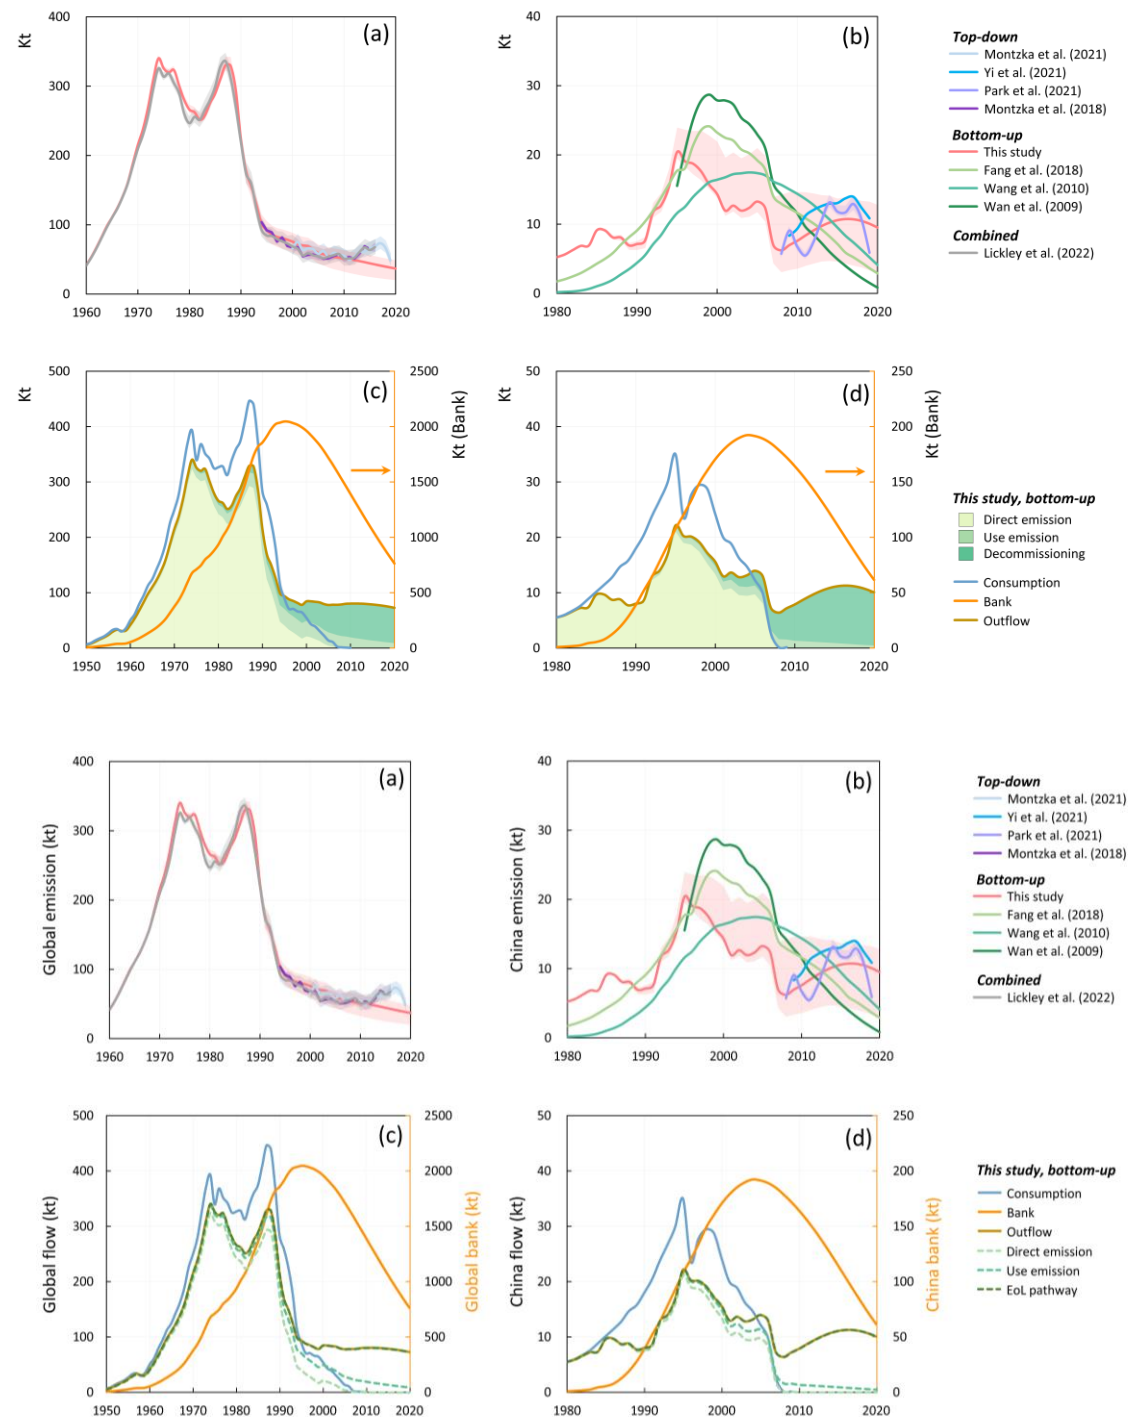 Kt
400
300
200
100
0
(a)
1960 1970 1980 1990 2000 2010 2020
Kt
40
30
20
10
0
(b)
1980 1990 2000 2010 2020
Top-down
Montzka et al. (2021)
Yi et al. (2021)
Park et al. (2021)
Montzka et al. (2018)
Bottom-up
This study
Fang et al. (2018)
Wang et al. (2010)
Wan et al. (2009)
Combined
Lickley et al. (2022)
Kt
500
400
300
200
100
0
(c)
2500
2000
1500
1000
500
0
Kt (Bank)
1950 1960 1970 1980 1990 2000 2010 2020
Kt
50
40
30
20
10
0
(d)
250
200
150
100
50
0
Kt (Bank)
1980 1990 2000 2010 2020
This study, bottom-up
Direct emission
Use emission
Decommissioning
Consumption
Bank
Outflow
Global emission (kt)
400
300
200
100
0
(a)
1960 1970 1980 1990 2000 2010 2020
China emission (kt)
40
30
20
10
0
(b)
1980 1990 2000 2010 2020
Top-down
Montzka et al. (2021)
Yi et al. (2021)
Park et al. (2021)
Montzka et al. (2018)
Bottom-up
This study
Fang et al. (2018)
Wang et al. (2010)
Wan et al. (2009)
Combined
Lickley et al. (2022)
Global flow (kt)
500
400
300
200
100
0
(c)
2500
2000
1500
1000
500
0
Global bank (kt)
1950 1960 1970 1980 1990 2000 2010 2020
China flow (kt)
50
40
30
20
10
0
(d)
250
200
150
100
50
0
China bank (kt)
1980 1990 2000 2010 2020
This study, bottom-up
Consumption
Bank
Outflow
Direct emission
Use emission
EoL pathway